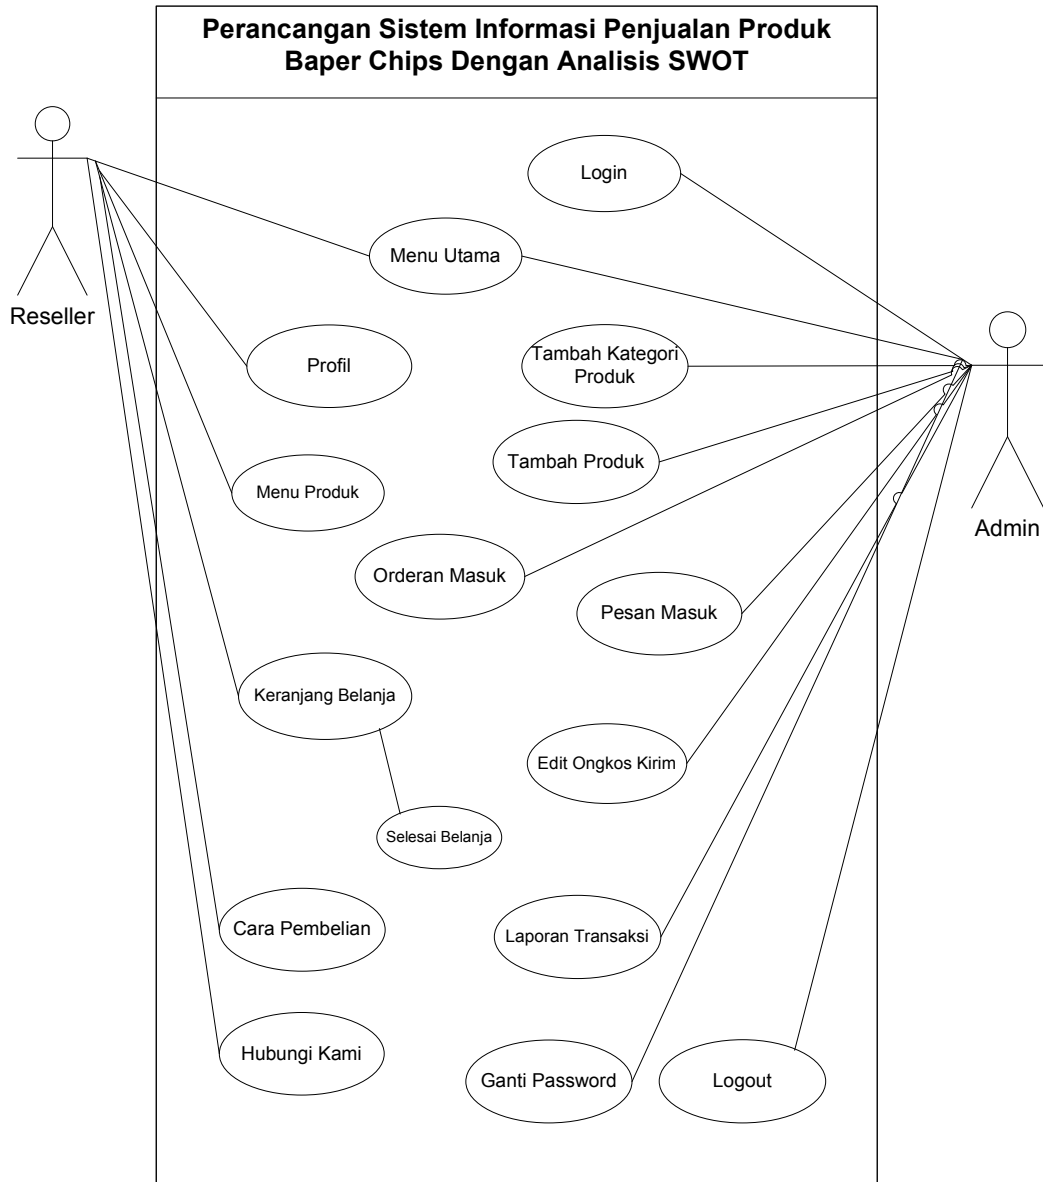 Perancangan Sistem Informasi Penjualan Produk
Baper Chips Dengan Analisis SWOT
Login
Menu Utama
Reseller
Profil
Tambah Kategori
Produk
Tambah Produk
Menu Produk
Admin
Orderan Masuk
Pesan Masuk
Keranjang Belanja
Edit Ongkos Kirim
Selesai Belanja
Cara Pembelian
Laporan Transaksi
Hubungi Kami
Ganti Password
Logout